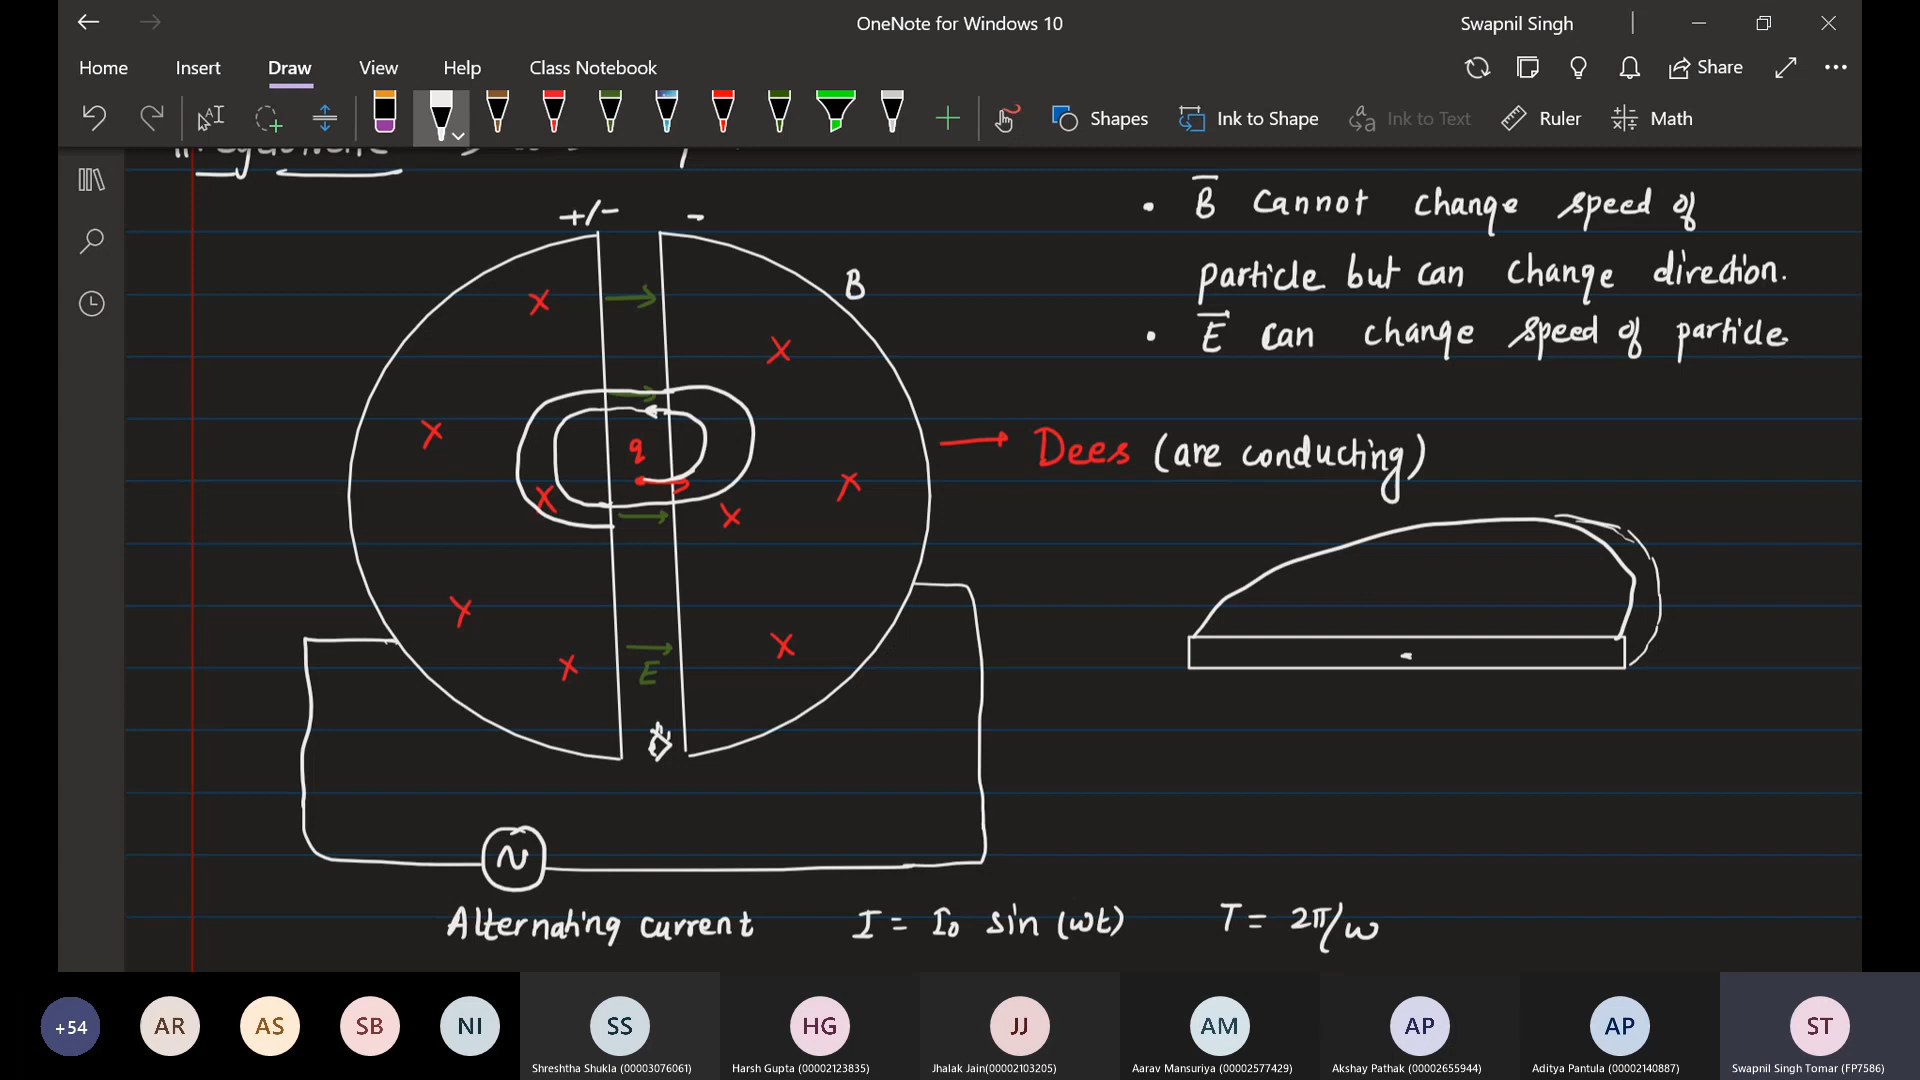 OneNote for Windows 10
Swapnil Singh
Home Insert Draw View Help Class Notebook
Share
Shapes Ink to Shape Ink to Text Ruler Math
+/- -
B
q
E
• B cannot change speed of
particle but can change direction.
• E can change speed of particle.
Dees (are conducting)
Alternating current I = I₀ sin (ωt) T = 2π/ω
+54 AR AS SB NI SS HG JJ AM AP AP ST
Shreshtha Shukla (00003076061)
Harsh Gupta (00002123835)
Jhalak Jain(00002103205)
Aarav Mansuriya (00002577429)
Akshay Pathak (00002655944)
Aditya Pantula (00002140887)
Swapnil Singh Tomar (FP7586)